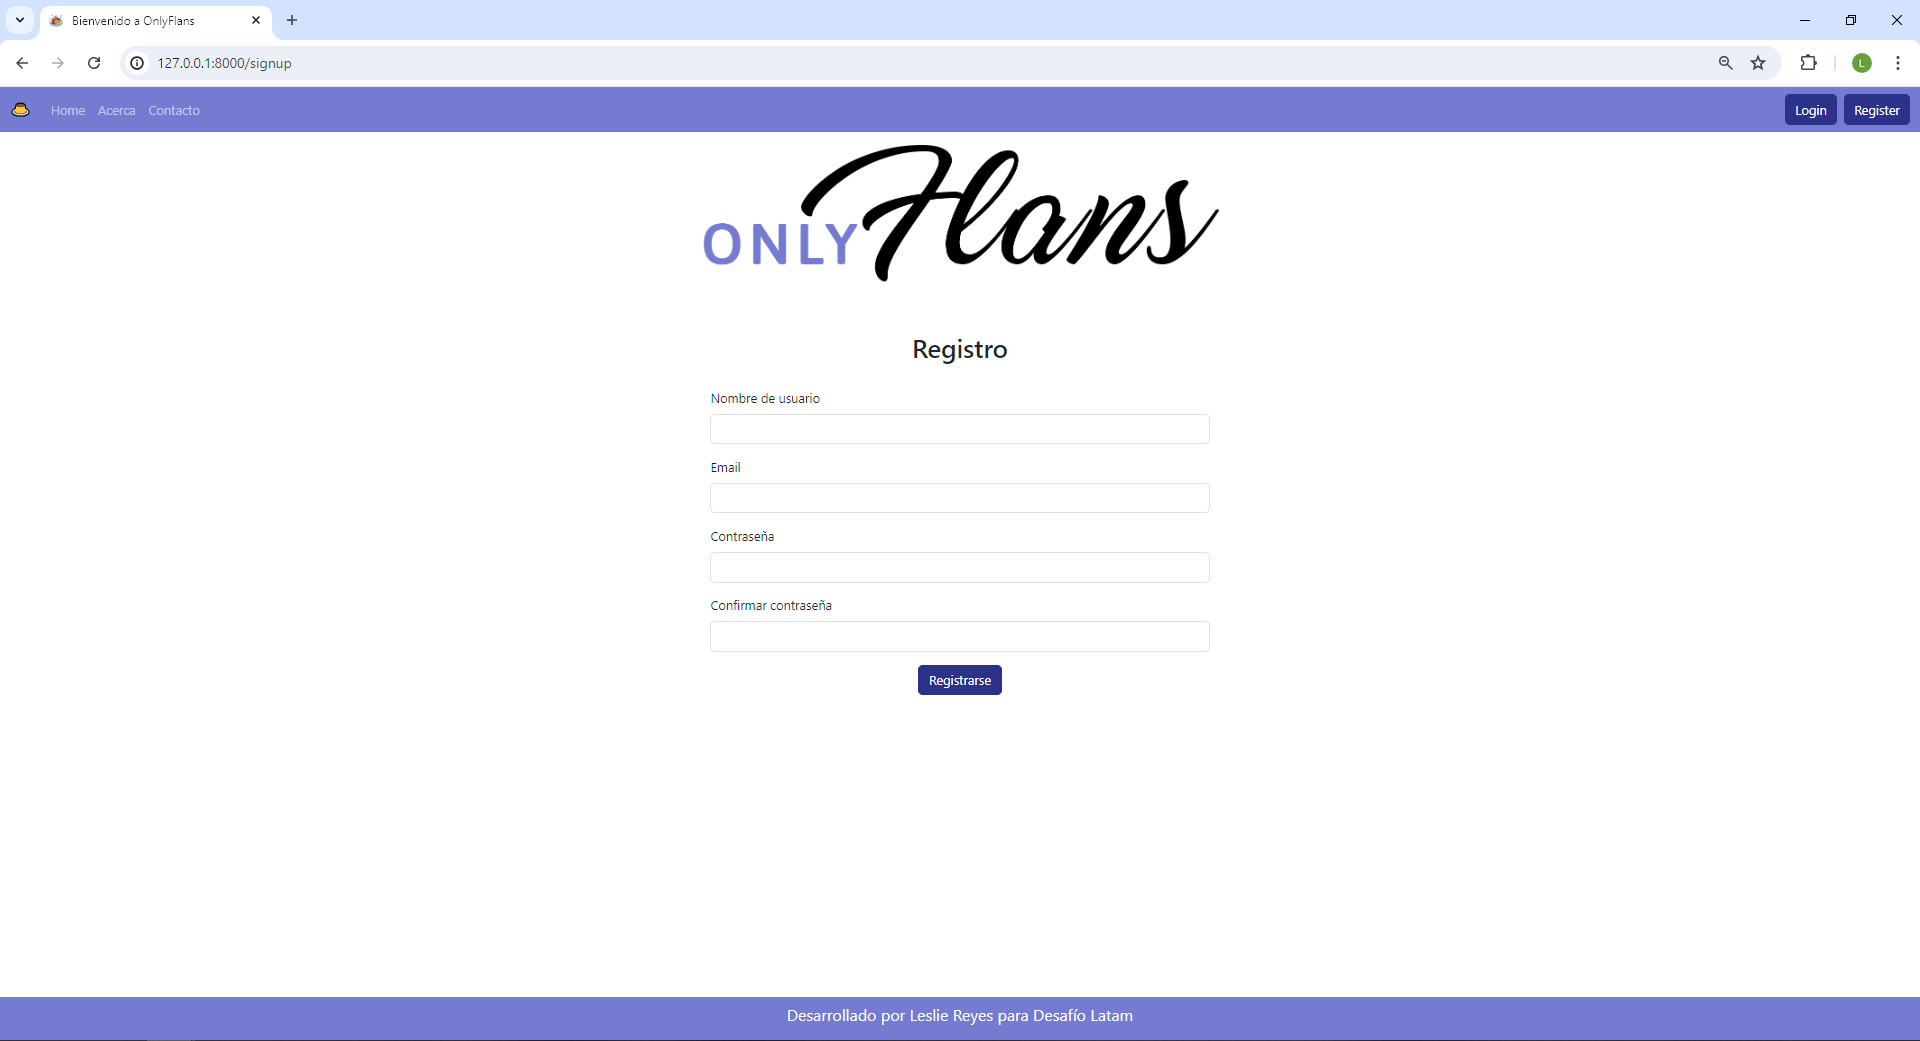 Bienvenido a OnlyFlans
127.0.0.1:8000/signup
L
Home Acerca Contacto
Login Register
ONLY Flans
Registro
Nombre de usuario
Email
Contraseña
Confirmar contraseña
Registrarse
Desarrollado por Leslie Reyes para Desafío Latam